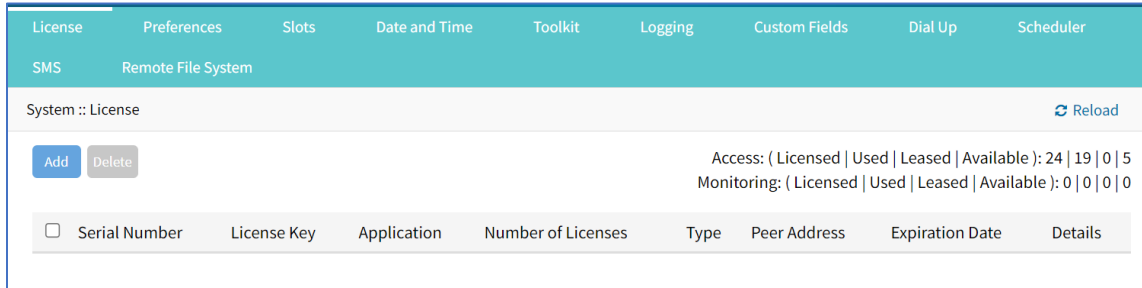 License Preferences Slots Date and Time Toolkit Logging Custom Fields Dial Up Scheduler
SMS Remote File System
System :: License Reload
Add Delete Access: ( Licensed | Used | Leased | Available ): 24 | 19 | 0 | 5
Monitoring: ( Licensed | Used | Leased | Available ): 0 | 0 | 0 | 0
Serial Number License Key Application Number of Licenses Type Peer Address Expiration Date Details